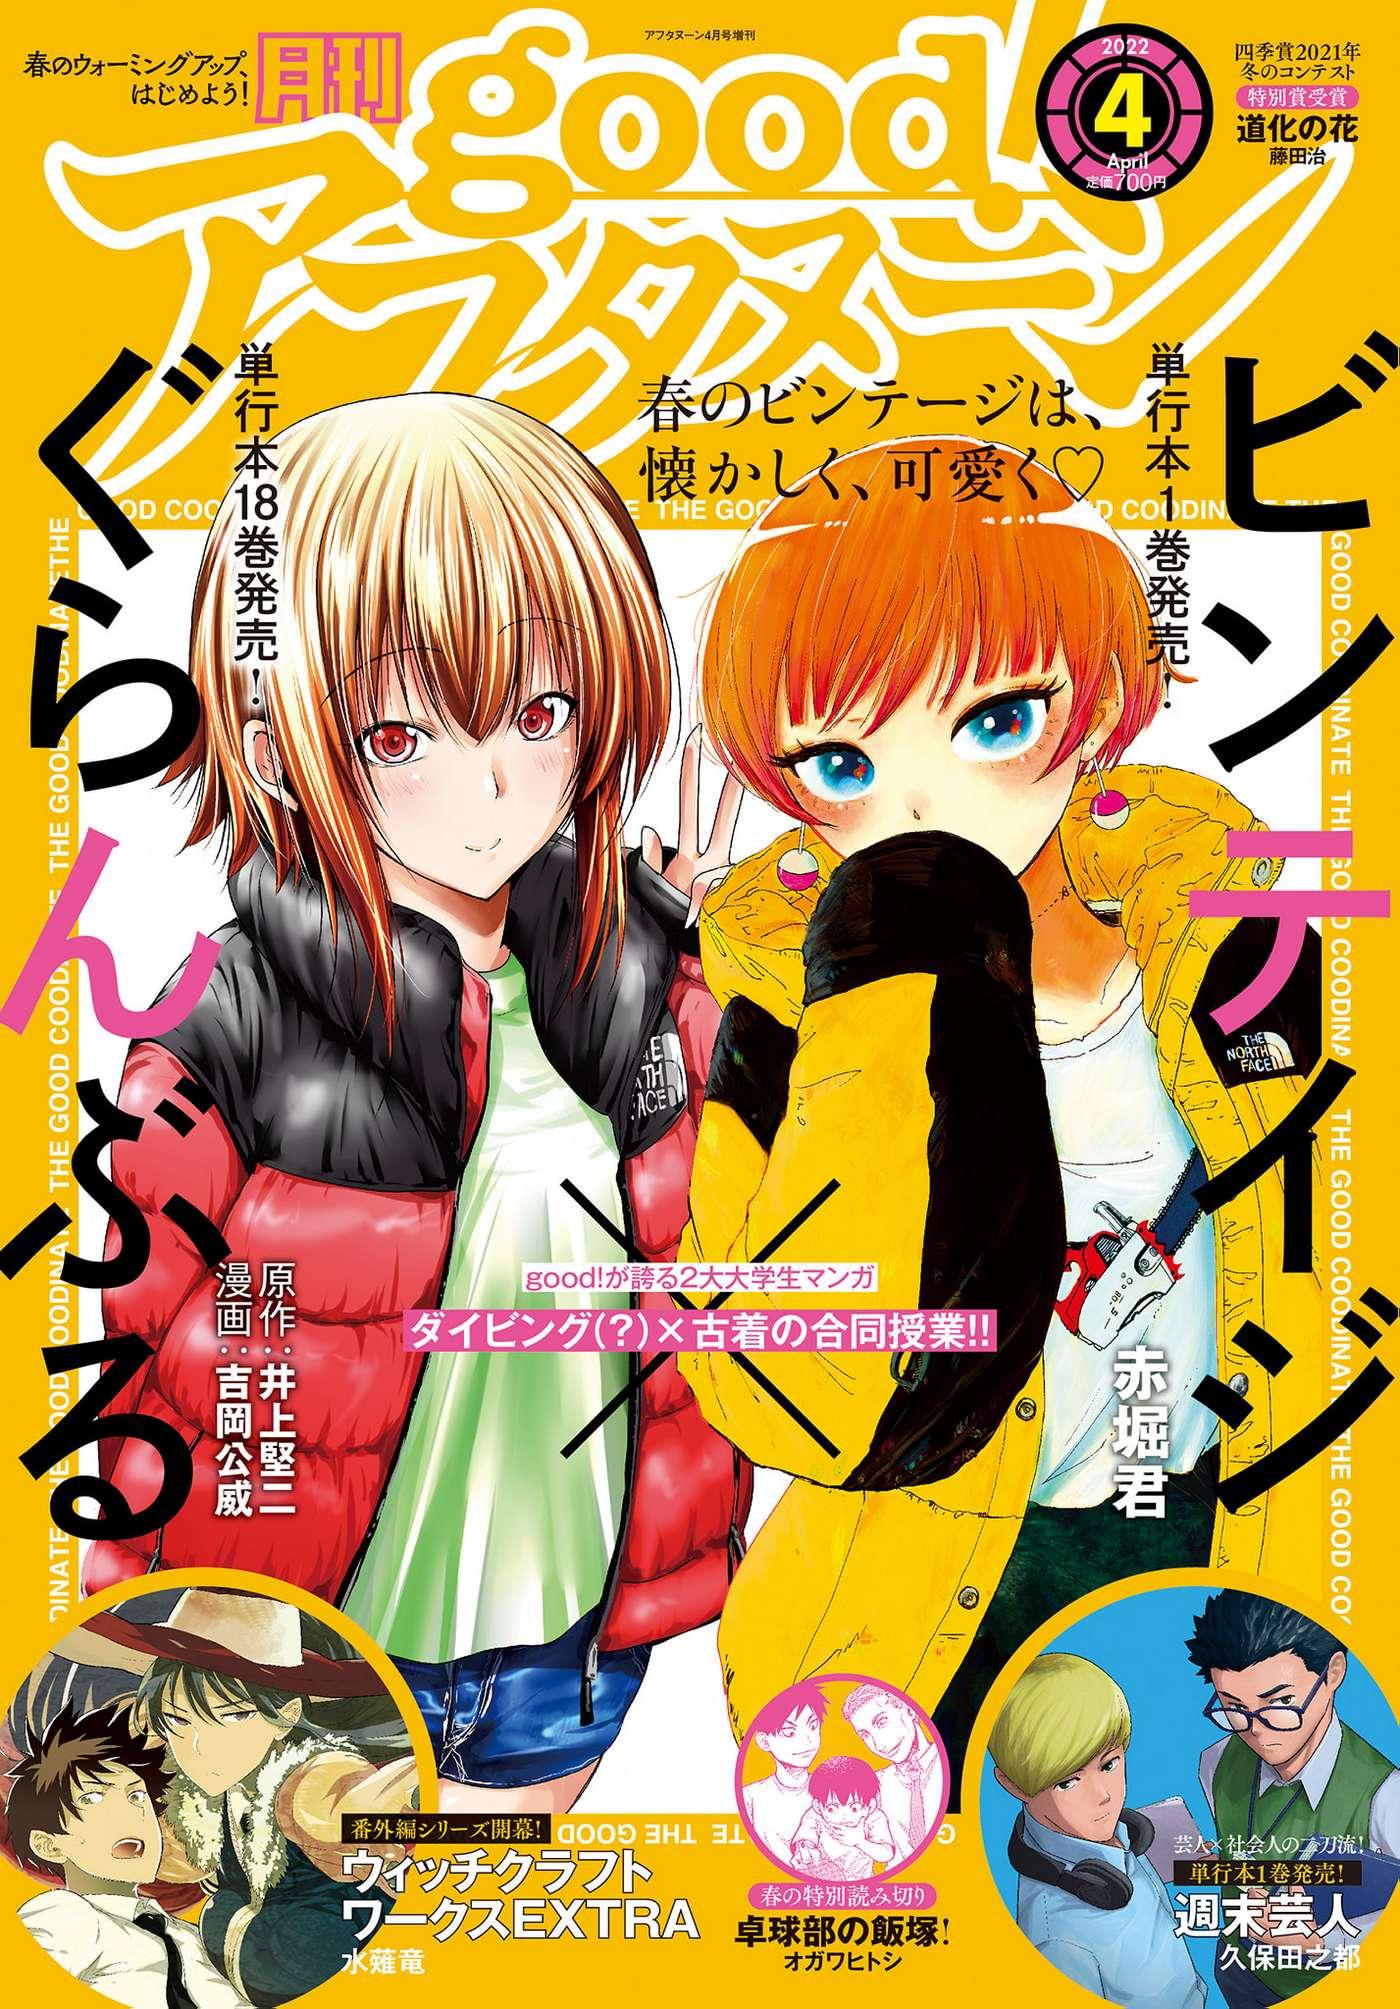 アフタヌーン4月号増刊
春のウォーミングアップ、
はじめよう!
月刊
good!
アフタヌーン
2022
4
April
定価700円
四季賞2021年
冬のコンテスト
特別賞受賞
道化の花
藤田治
春のビンテージは、
懐かしく、可愛く♡
ビンテイジ
単行本1巻発売!
赤堀君
ぐらんぶる
単行本18巻発売!
原作:井上堅二
漫画:吉岡公威
THE NORTH FACE
THE
NORTH
FACE
good!が誇る2大大学生マンガ
ダイビング(?)×古着の合同授業!!
番外編シリーズ開幕!
ウィッチクラフト
ワークスEXTRA
水薙竜
春の特別読み切り
卓球部の飯塚!
オガワヒトシ
芸人×社会人の二刀流!
単行本1巻発売!
週末芸人
久保田之都
THE GOOD COODINATE THE GOOD COODINATE